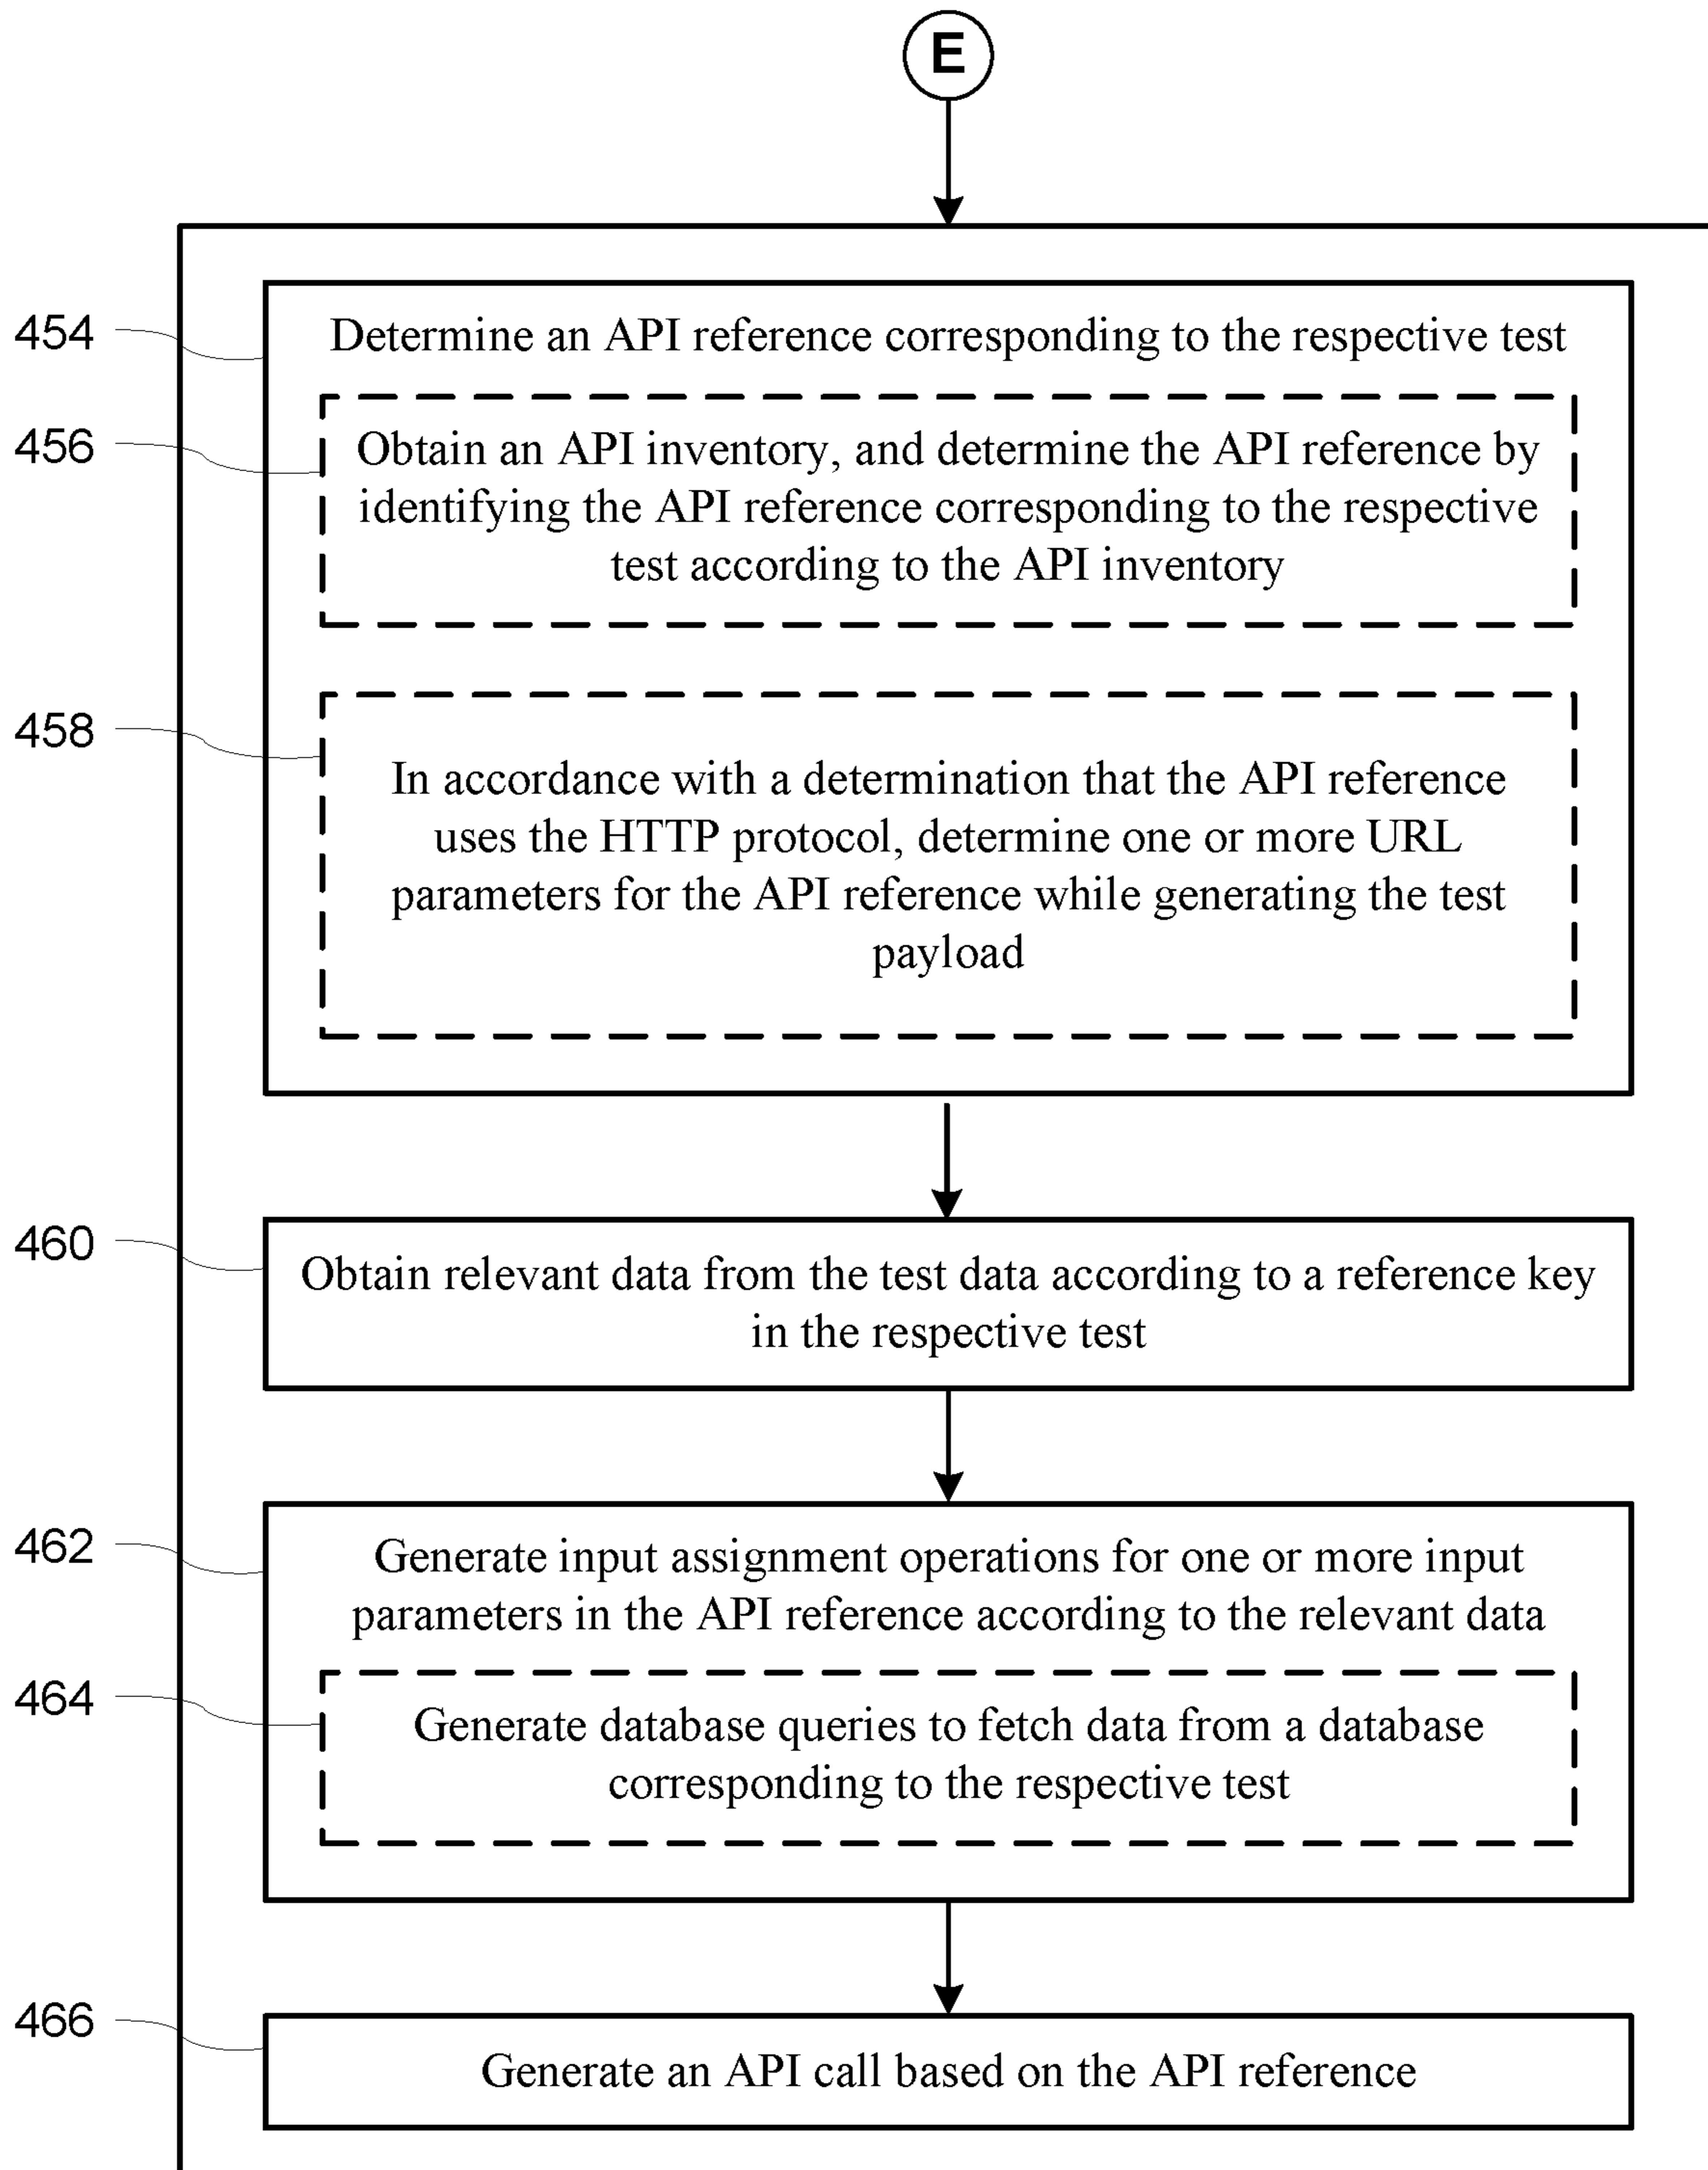 E
454
Determine an API reference corresponding to the respective test
456
Obtain an API inventory, and determine the API reference by
identifying the API reference corresponding to the respective
test according to the API inventory
458
In accordance with a determination that the API reference
uses the HTTP protocol, determine one or more URL
parameters for the API reference while generating the test
payload
460
Obtain relevant data from the test data according to a reference key
in the respective test
462
Generate input assignment operations for one or more input
parameters in the API reference according to the relevant data
464
Generate database queries to fetch data from a database
corresponding to the respective test
466
Generate an API call based on the API reference